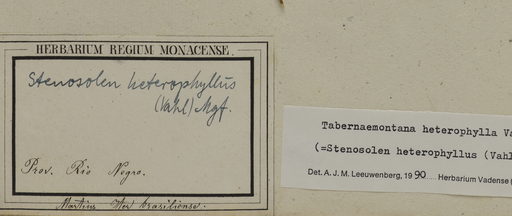 HERBARIUM REGIUM MONACENSE.
Stenosolen heterophyllus
(Vahl) Mgf.
Prov. Rio Negro.
Martius Iter brasiliense.
Tabernaemontana heterophylla Va
(=Stenosolen heterophyllus (Vahl
Det. A. J. M. Leeuwenberg, 1990.... Herbarium Vadense